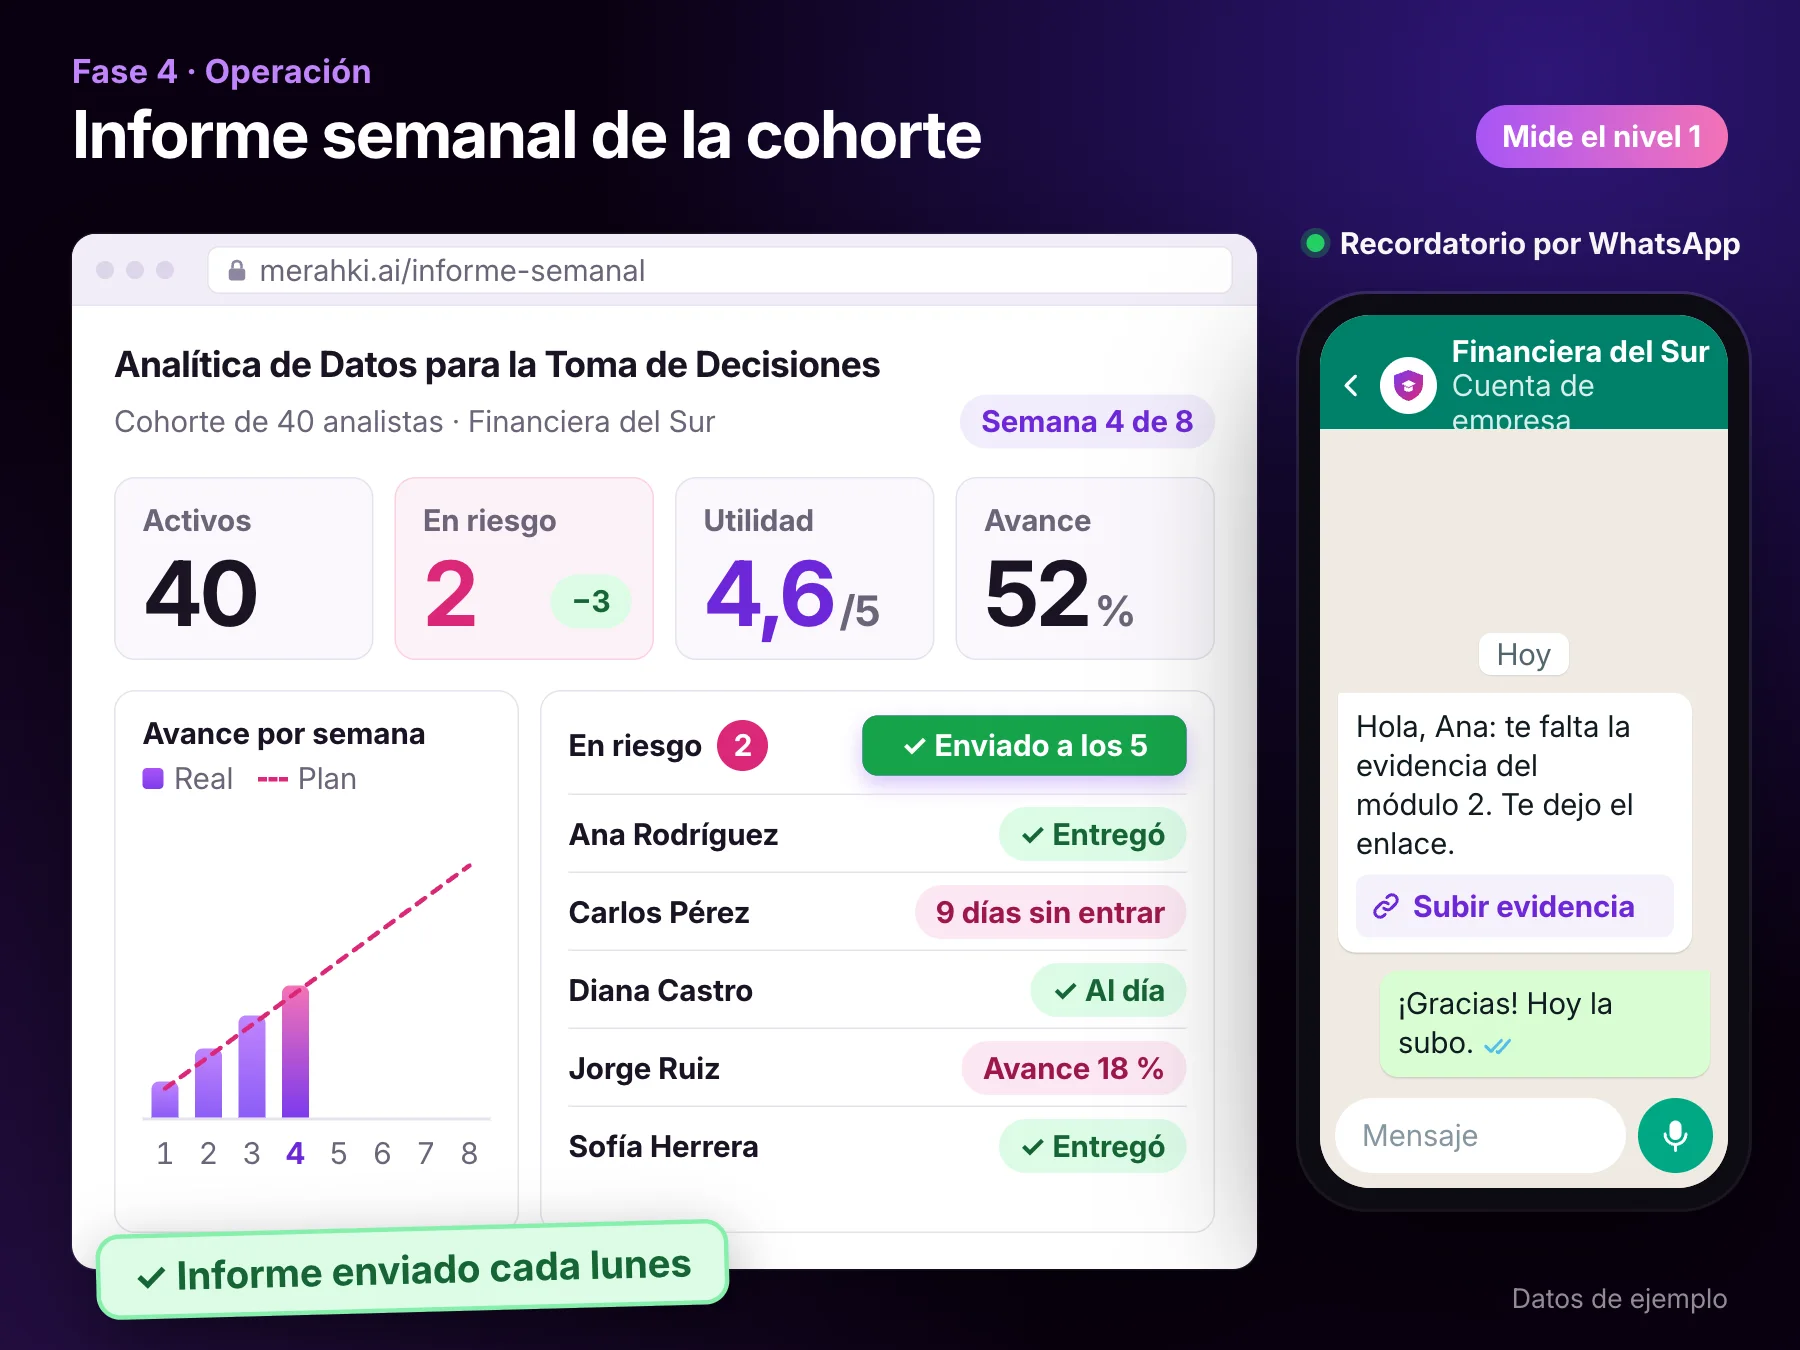 Fase 4 · Operación
Informe semanal de la cohorte
Mide el nivel 1
merahki.ai/informe-semanal
Analítica de Datos para la Toma de Decisiones
Cohorte de 40 analistas · Financiera del Sur
Semana 4 de 8
Activos
40
En riesgo
2
−3
Utilidad
4,6/5
Avance
52%
Avance por semana
Real
Plan
1 2 3 4 5 6 7 8
En riesgo 2
✓ Enviado a los 5
Ana Rodríguez
✓ Entregó
Carlos Pérez
9 días sin entrar
Diana Castro
✓ Al día
Jorge Ruiz
Avance 18 %
Sofía Herrera
✓ Entregó
✓ Informe enviado cada lunes
Recordatorio por WhatsApp
Financiera del Sur
Cuenta de
empresa
Hoy
Hola, Ana: te falta la
evidencia del
módulo 2. Te dejo el
enlace.
Subir evidencia
¡Gracias! Hoy la
subo.
Mensaje
Datos de ejemplo